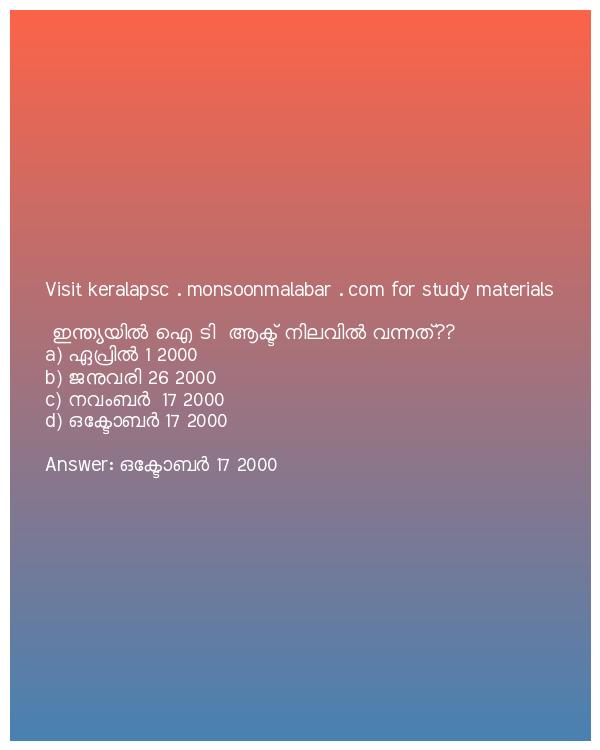 Visit keralapsc . monsoonmalabar . com for study materials
ഇന്ത്യയിൽ ഐ ടി ആക്ട് നിലവിൽ വന്നത്??
a) ഏപ്രിൽ 1 2000
b) ജനുവരി 26 2000
c) നവംബർ 17 2000
d) ഒക്ടോബർ 17 2000
Answer: ഒക്ടോബർ 17 2000